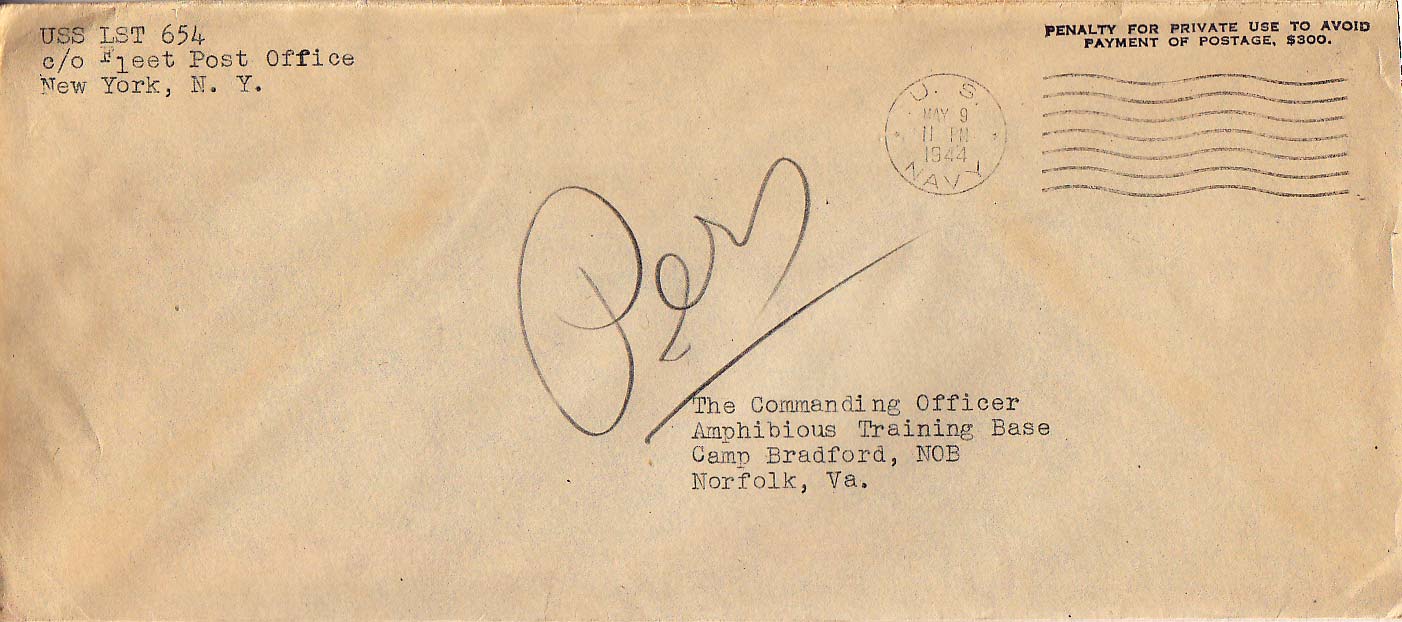 USS LST 654
c/o Fleet Post Office
New York, N. Y.
PENALTY FOR PRIVATE USE TO AVOID
PAYMENT OF POSTAGE, $300.
U. S.
MAY 9
11 PM
1944
NAVY
Per
The Commanding Officer
Amphibious Training Base
Camp Bradford, NOB
Norfolk, Va.